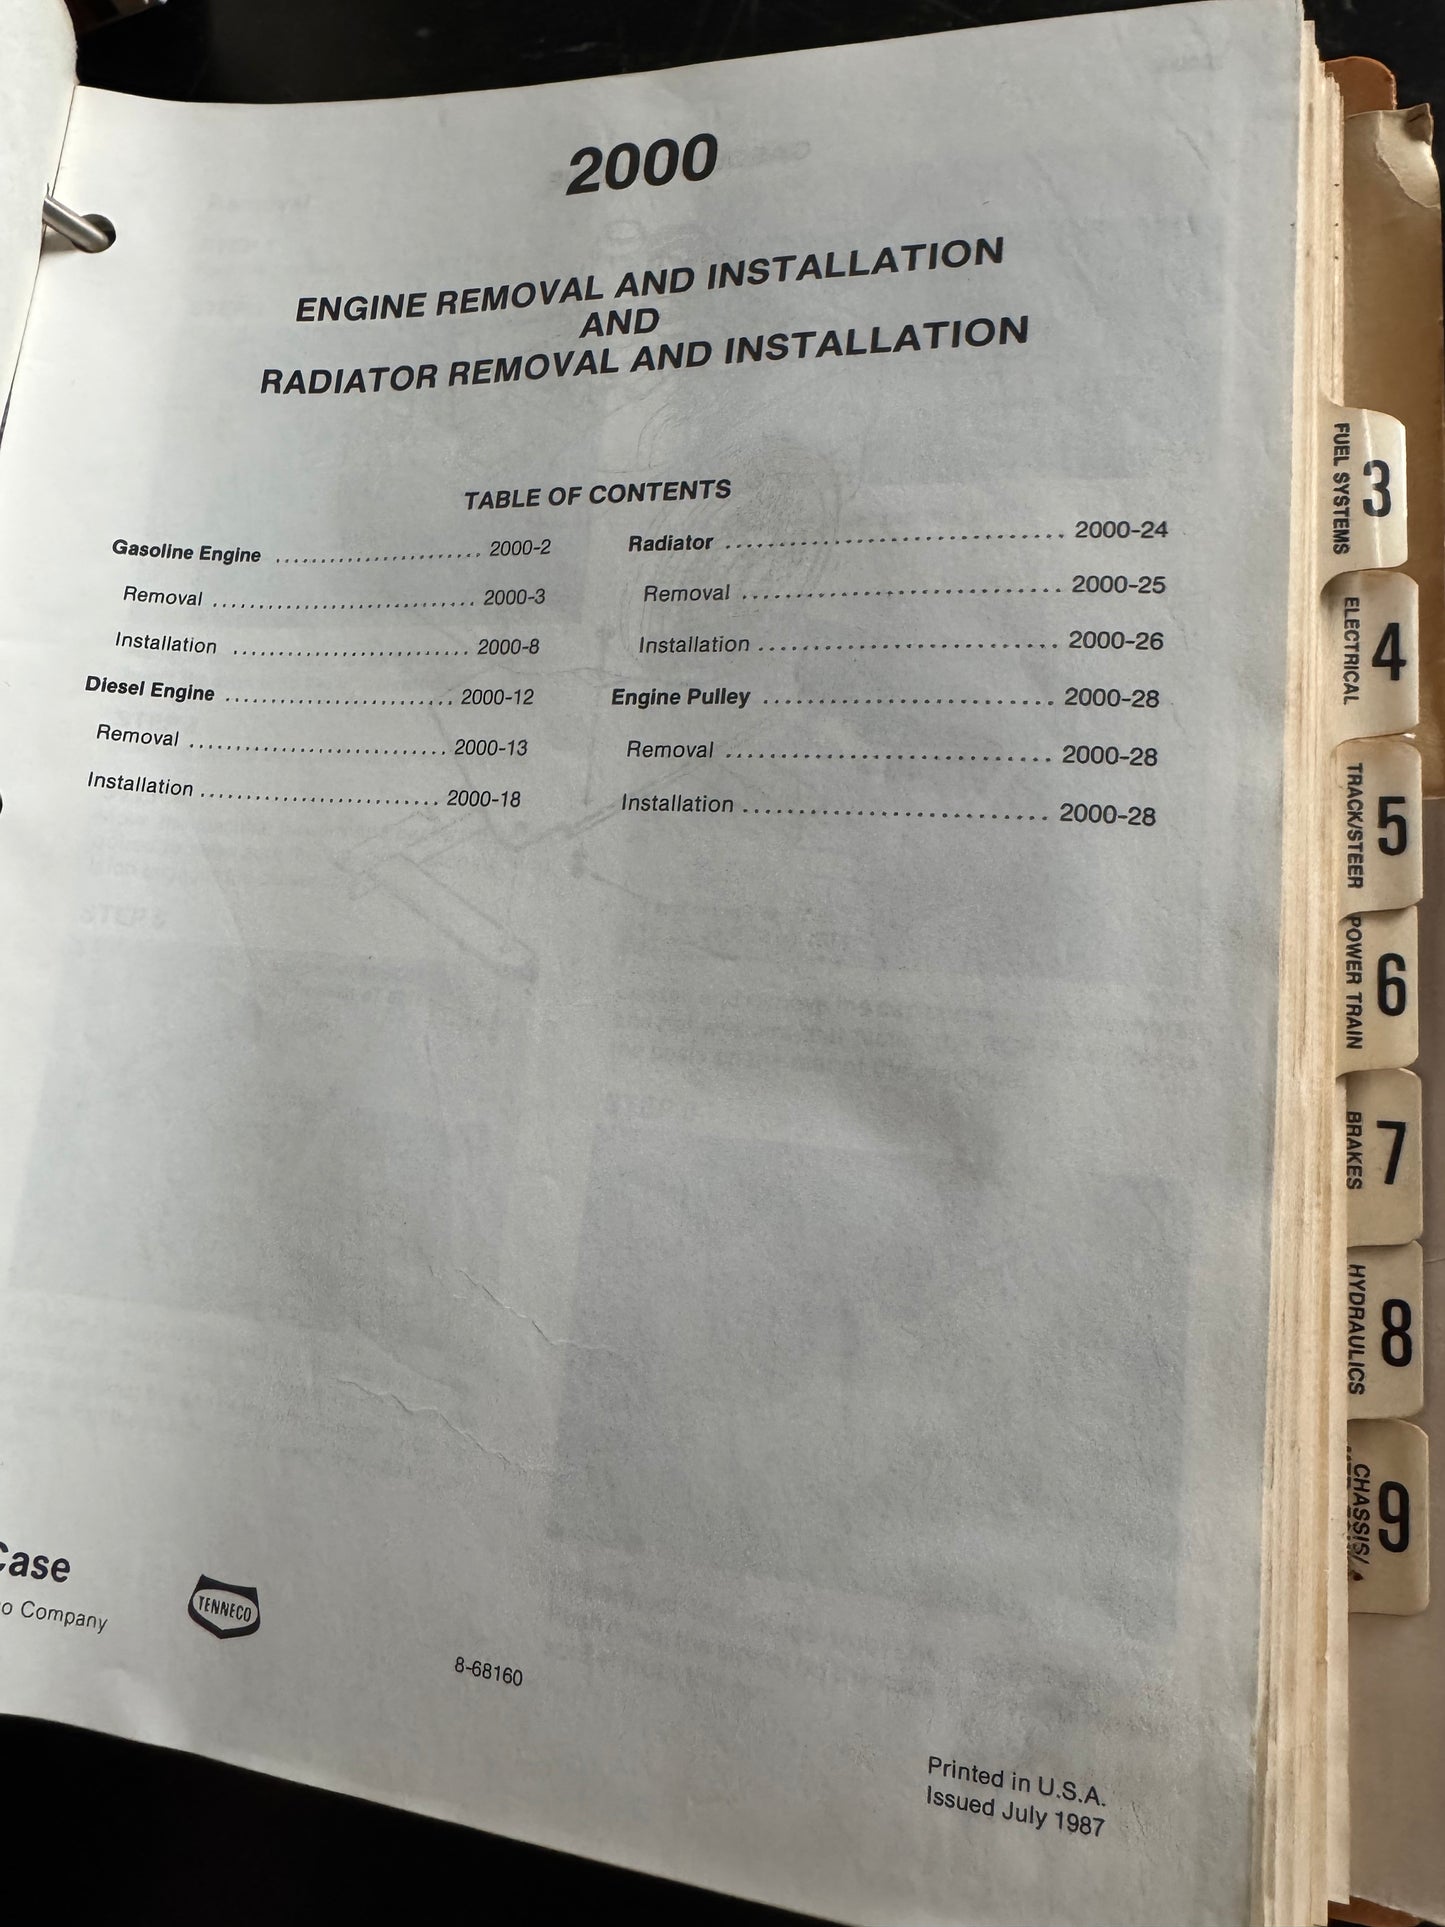 2000
ENGINE REMOVAL AND INSTALLATION
AND
RADIATOR REMOVAL AND INSTALLATION
TABLE OF CONTENTS
Gasoline Engine ........................ 2000-2
Removal ............................ 2000-3
Installation .......................... 2000-8
Diesel Engine ......................... 2000-12
Removal ............................ 2000-13
Installation .......................... 2000-18
Radiator ................................ 2000-24
Removal .............................. 2000-25
Installation ............................ 2000-26
Engine Pulley ........................... 2000-28
Removal .............................. 2000-28
Installation ............................ 2000-28
Case
Company
TENNECO
8-68160
Printed in U.S.A.
Issued July 1987
3
FUEL SYSTEMS
4
ELECTRICAL
5
TRACK/STEER
6
POWER TRAIN
7
BRAKES
8
HYDRAULICS
9
CHASSIS/